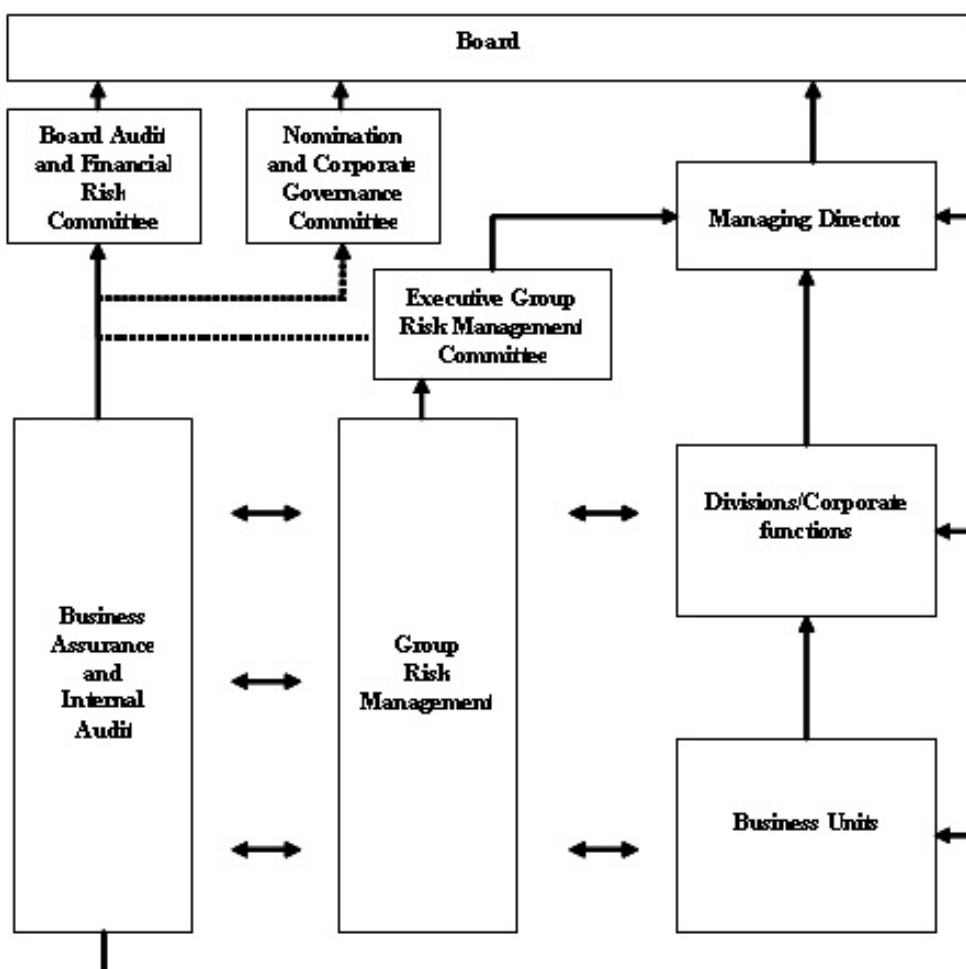 Board
Board Audit
and Financial
Risk
Committee
Nomination
and Corporate
Governance
Committee
Managing Director
Executive Group
Risk Management
Committee
Divisions/Corporate
functions
Business
Assurance
and
Internal
Audit
Group
Risk
Management
Business Units